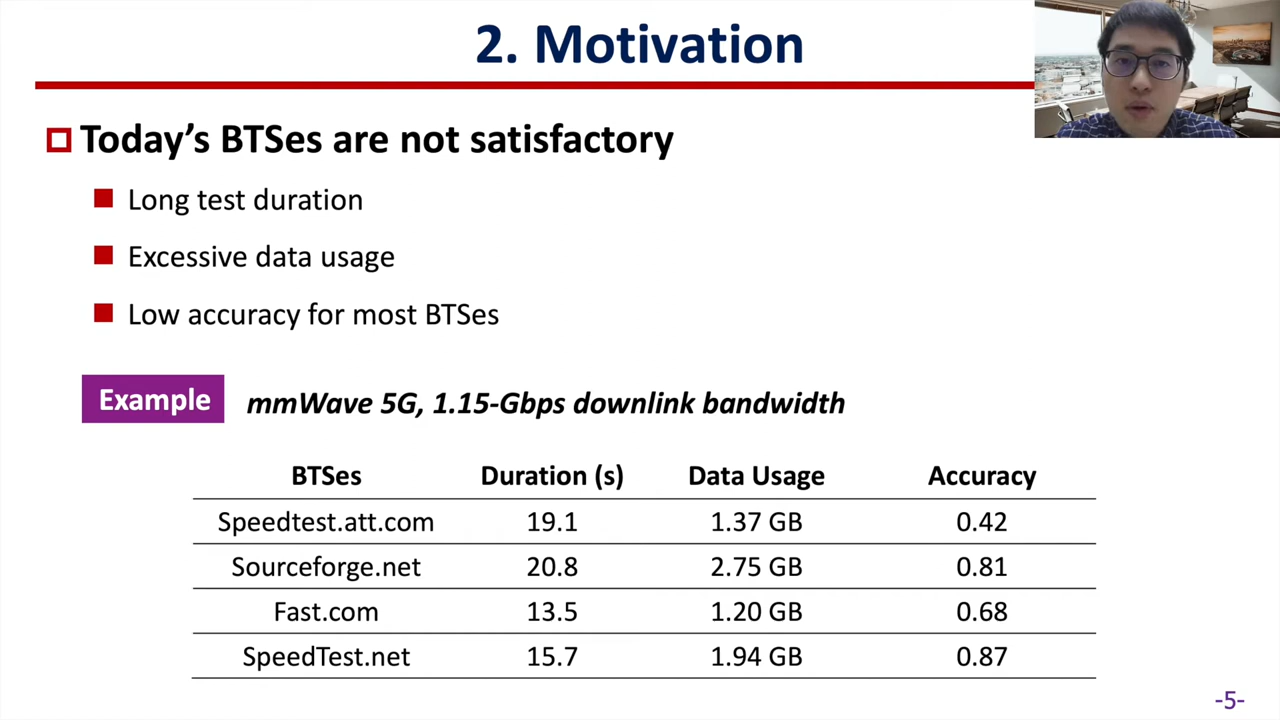 2. Motivation
Today's BTSes are not satisfactory
Long test duration
Excessive data usage
Low accuracy for most BTSes
Example
mmWave 5G, 1.15-Gbps downlink bandwidth
BTSes Duration (s) Data Usage Accuracy
Speedtest.att.com 19.1 1.37 GB 0.42
Sourceforge.net 20.8 2.75 GB 0.81
Fast.com 13.5 1.20 GB 0.68
SpeedTest.net 15.7 1.94 GB 0.87
-5-